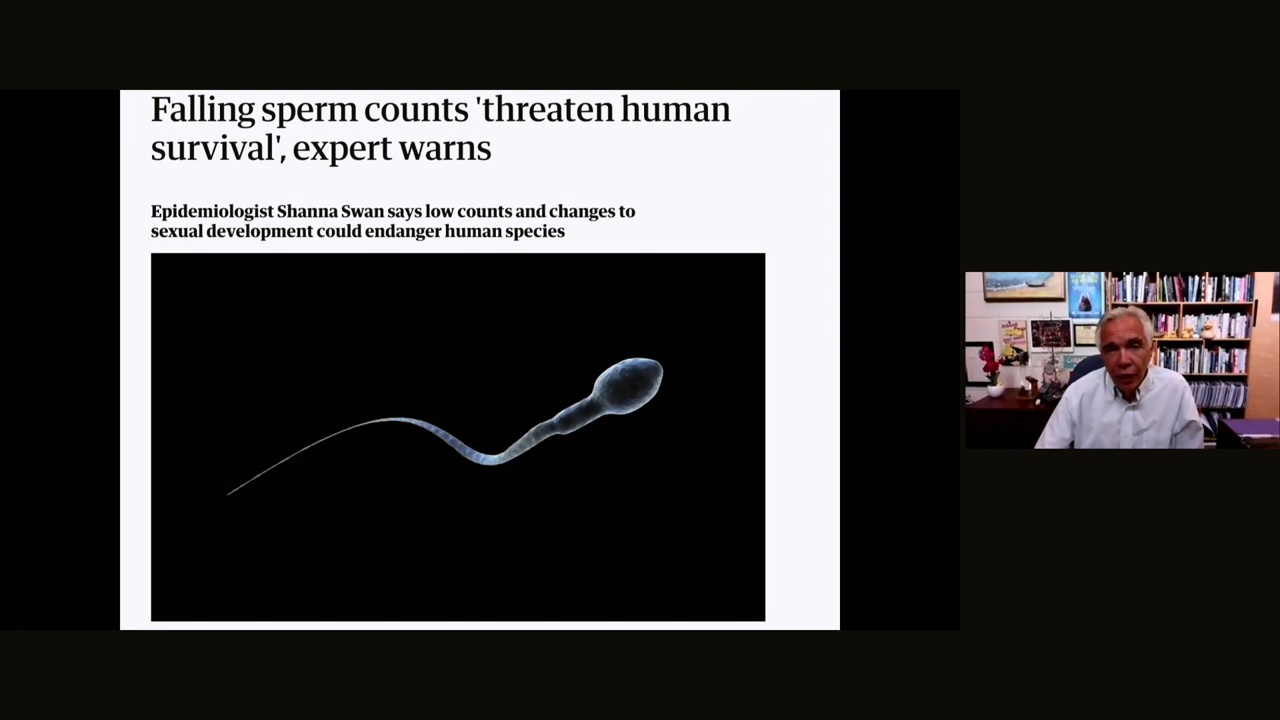 Falling sperm counts 'threaten human
survival', expert warns
Epidemiologist Shanna Swan says low counts and changes to
sexual development could endanger human species